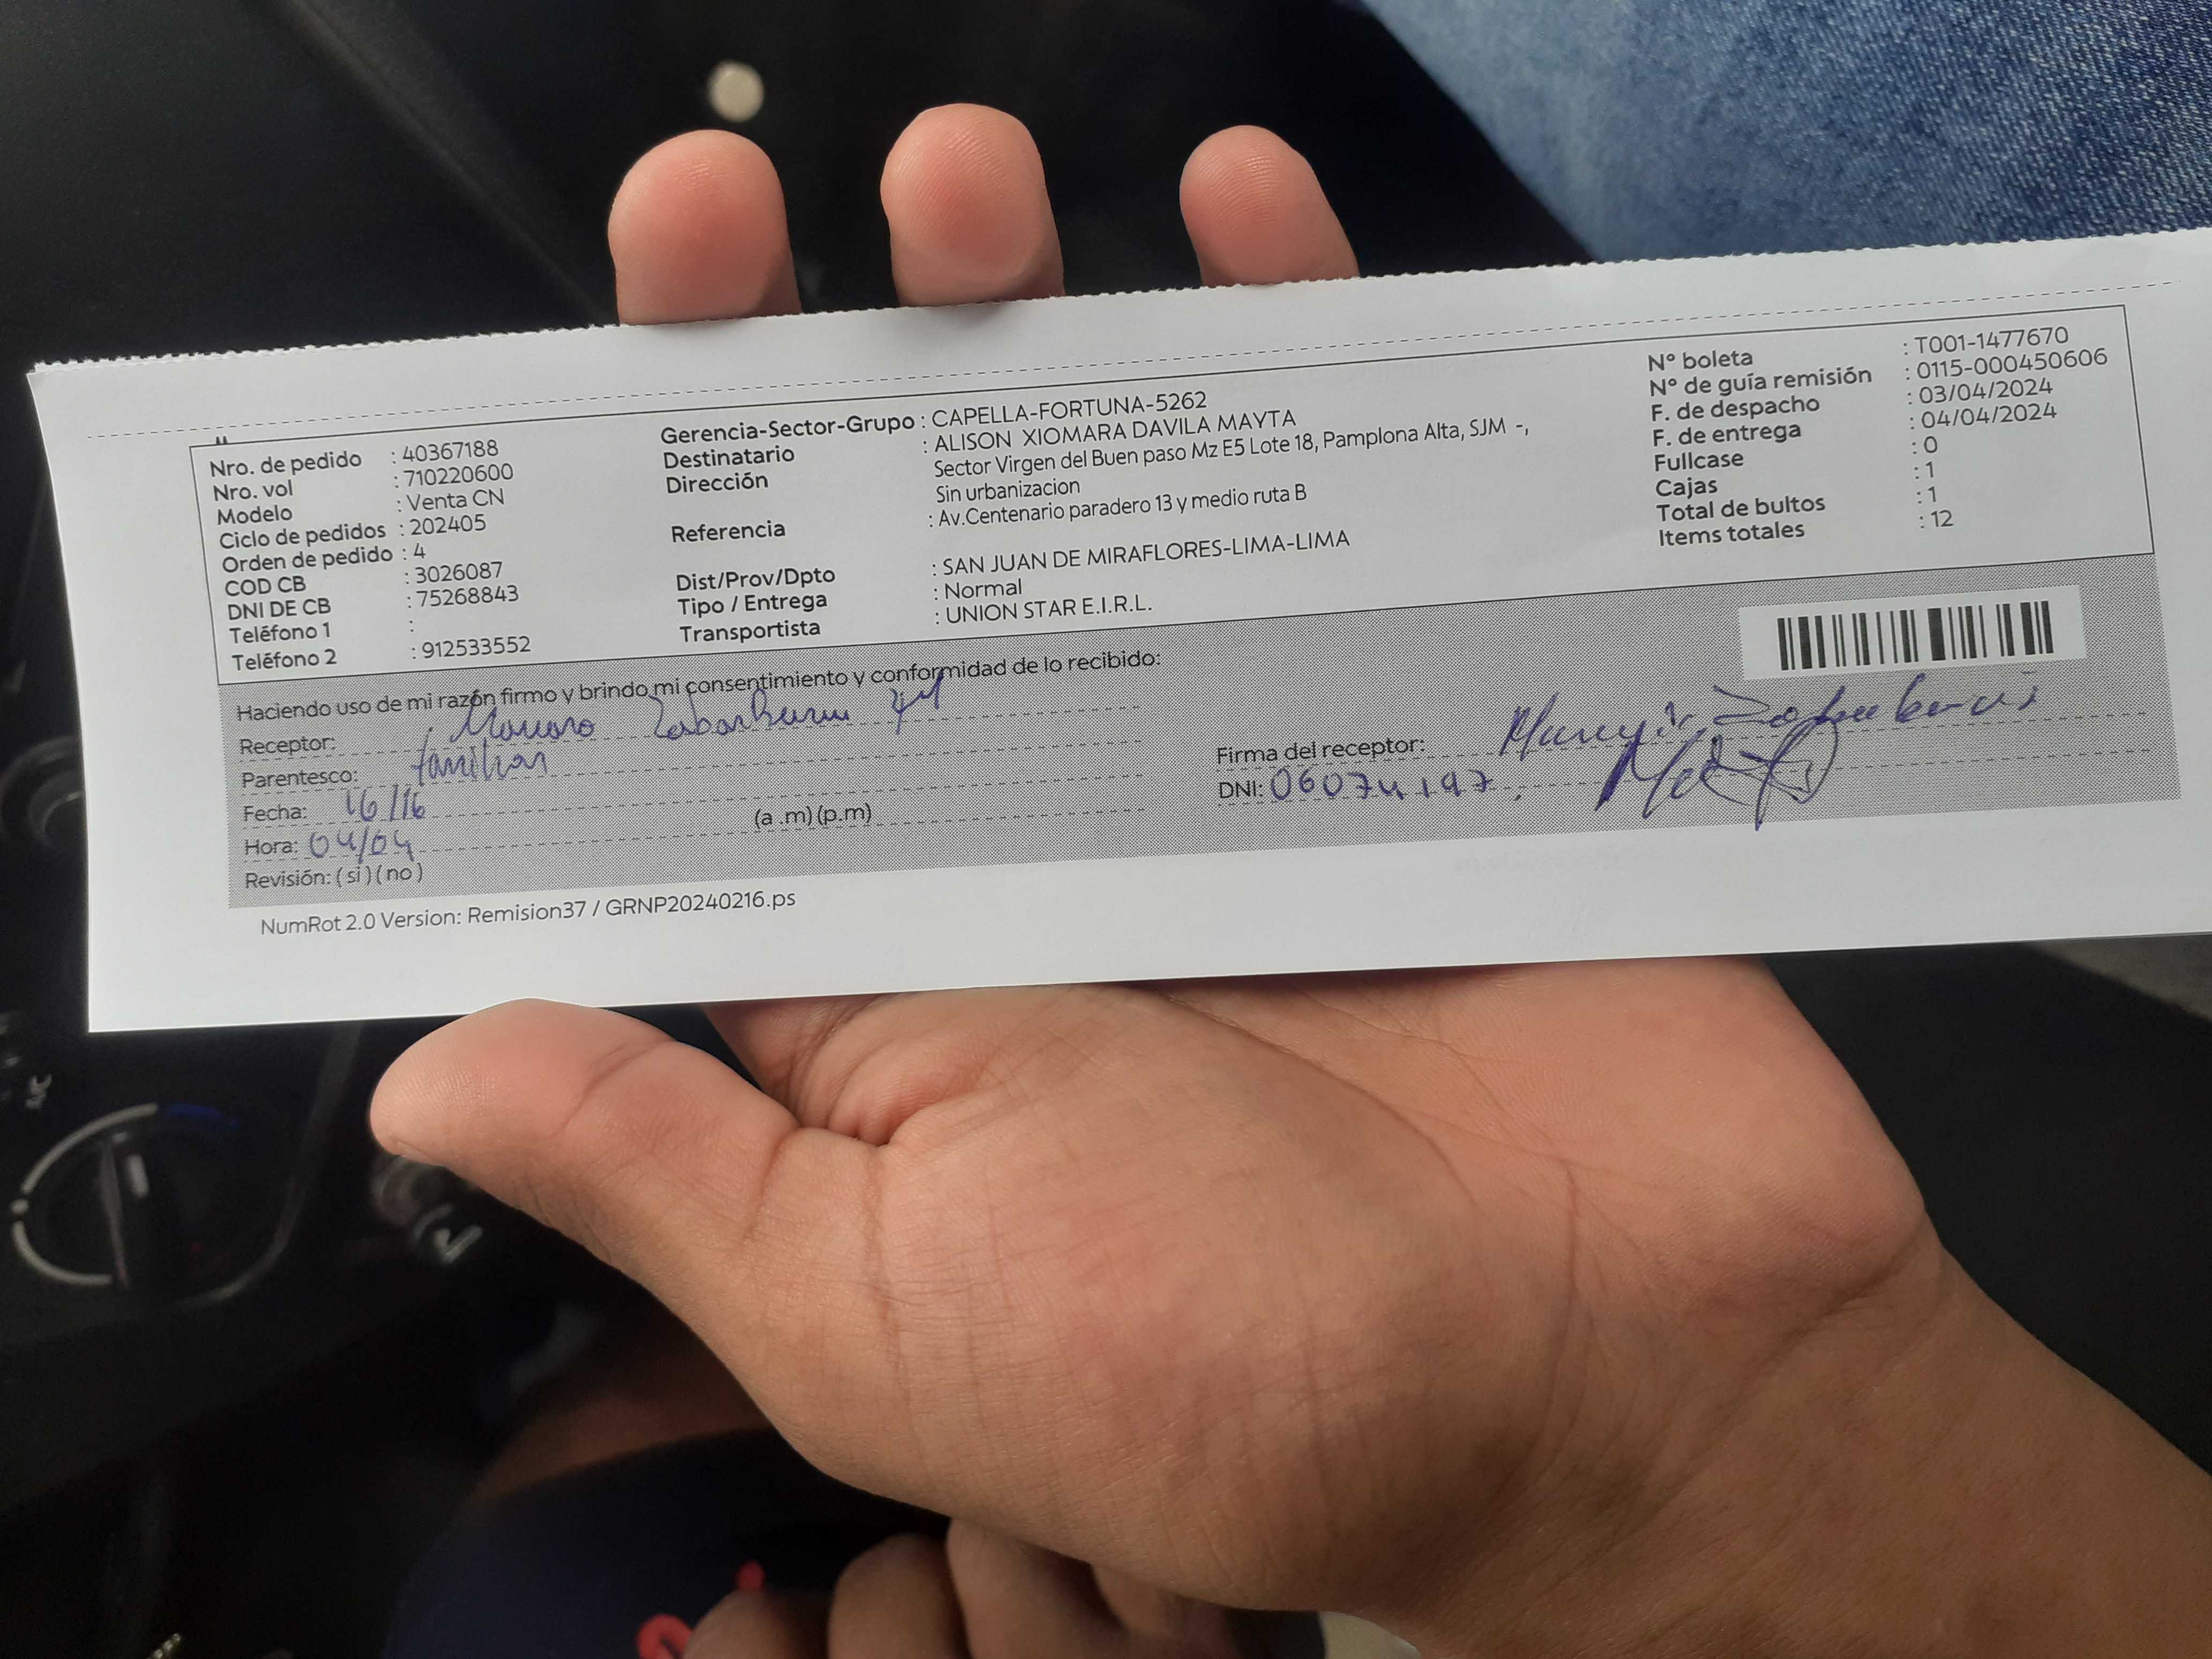 Nro. de pedido : 40367188
Nro. vol : 710220600
Modelo : Venta CN
Ciclo de pedidos : 202405
Orden de pedido : 4
COD CB : 3026087
DNI DE CB : 75268843
Teléfono 1 :
Teléfono 2 : 912533552
Gerencia-Sector-Grupo : CAPELLA-FORTUNA-5262
Destinatario : ALISON XIOMARA DAVILA MAYTA
Dirección Sector Virgen del Buen paso Mz E5 Lote 18, Pamplona Alta, SJM -,
Sin urbanizacion
Referencia : Av.Centenario paradero 13 y medio ruta B
Dist/Prov/Dpto : SAN JUAN DE MIRAFLORES-LIMA-LIMA
Tipo / Entrega : Normal
Transportista : UNION STAR E.I.R.L.
N° boleta : T001-1477670
N° de guía remisión : 0115-000450606
F. de despacho : 03/04/2024
F. de entrega : 04/04/2024
Fullcase : 0
Cajas : 1
Total de bultos : 1
Items totales : 12
Haciendo uso de mi razón firmo y brindo mi consentimiento y conformidad de lo recibido:
Receptor:
Parentesco: familiar
Fecha: 16/16
Hora: 04/04 (a .m) (p.m)
Revisión: ( si ) ( no )
Firma del receptor:
DNI: 06074197
NumRot 2.0 Version: Remision37 / GRNP20240216.ps